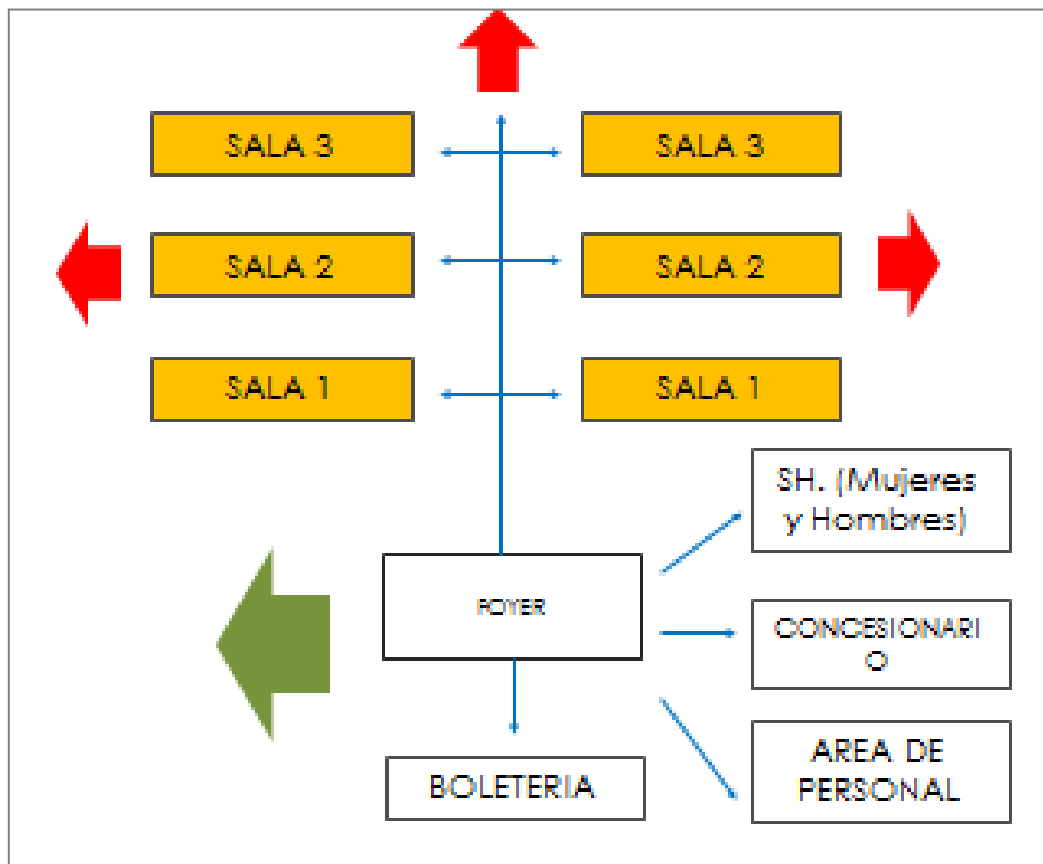 SALA 3
SALA 3
SALA 2
SALA 2
SALA 1
SALA 1
SH. (Mujeres
y Hombres)
FOYER
CONCESIONARI
O
BOLETERIA
AREA DE
PERSONAL